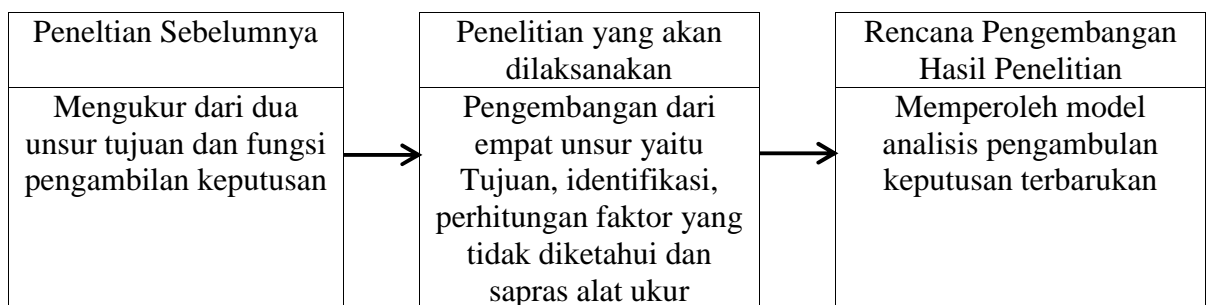 Peneltian Sebelumnya
Mengukur dari dua
unsur tujuan dan fungsi
pengambilan keputusan
Penelitian yang akan
dilaksanakan
Pengembangan dari
empat unsur yaitu
Tujuan, identifikasi,
perhitungan faktor yang
tidak diketahui dan
sapras alat ukur
Rencana Pengembangan
Hasil Penelitian
Memperoleh model
analisis pengambulan
keputusan terbarukan